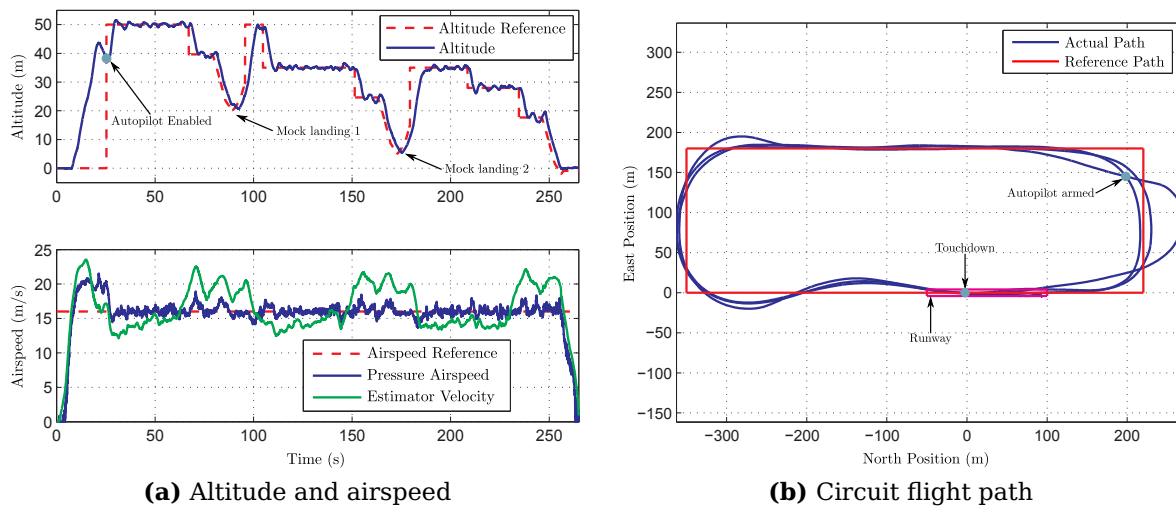 50
40
30
20
10
0
Altitude (m)
Altitude Reference
Altitude
Autopilot Enabled
Mock landing 1
Mock landing 2
0 50 100 150 200 250
25
20
15
10
5
0
Airspeed (m/s)
Airspeed Reference
Pressure Airspeed
Estimator Velocity
0 50 100 150 200 250
Time (s)
(a) Altitude and airspeed
300
250
200
150
100
50
0
−50
−100
−150
East Position (m)
Actual Path
Reference Path
Autopilot armed
Touchdown
Runway
−300 −200 −100 0 100 200
North Position (m)
(b) Circuit flight path